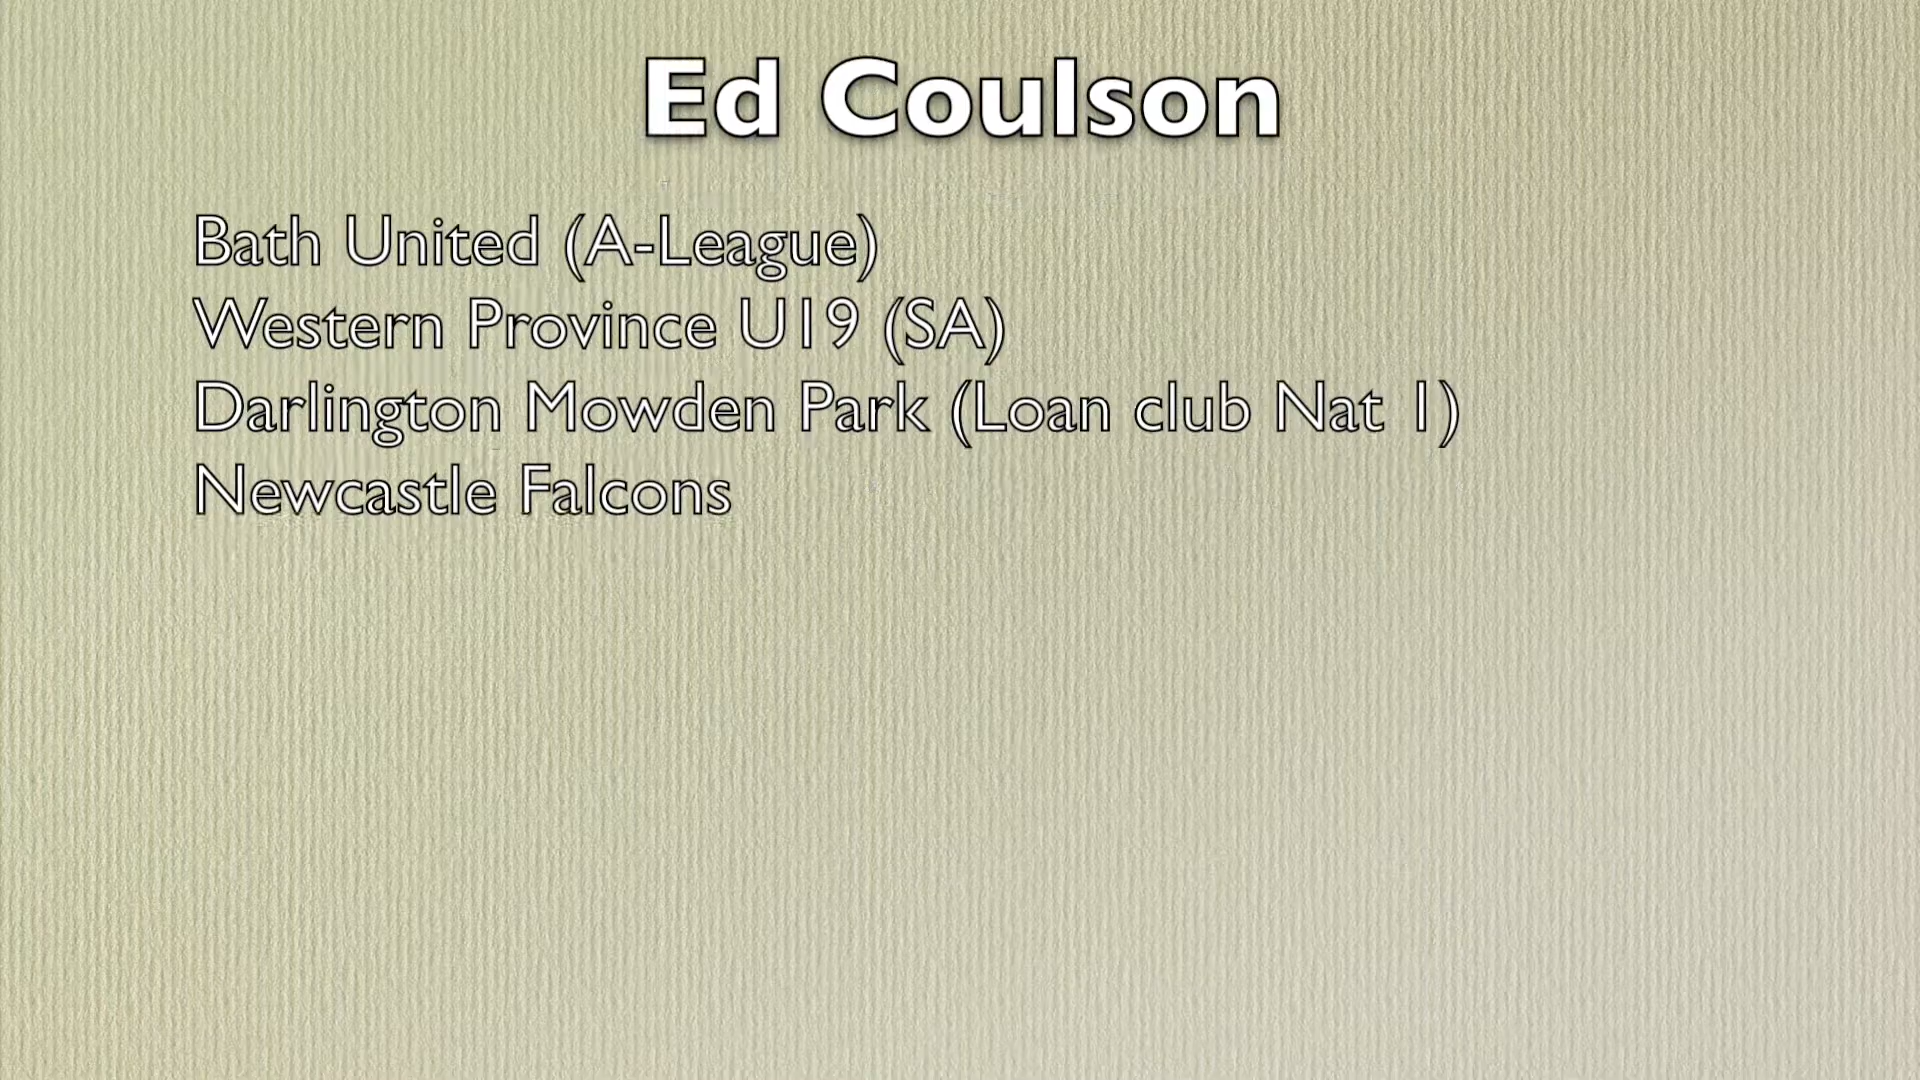 Ed Coulson
Bath United (A-League)
Western Province U19 (SA)
Darlington Mowden Park (Loan club Nat 1)
Newcastle Falcons